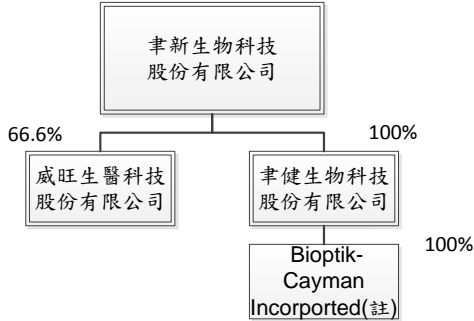 聿新生物科技
股份有限公司
66.6%
100%
威旺生醫科技
股份有限公司
聿健生物科技
股份有限公司
100%
Bioptik-
Cayman
Incorported(註)